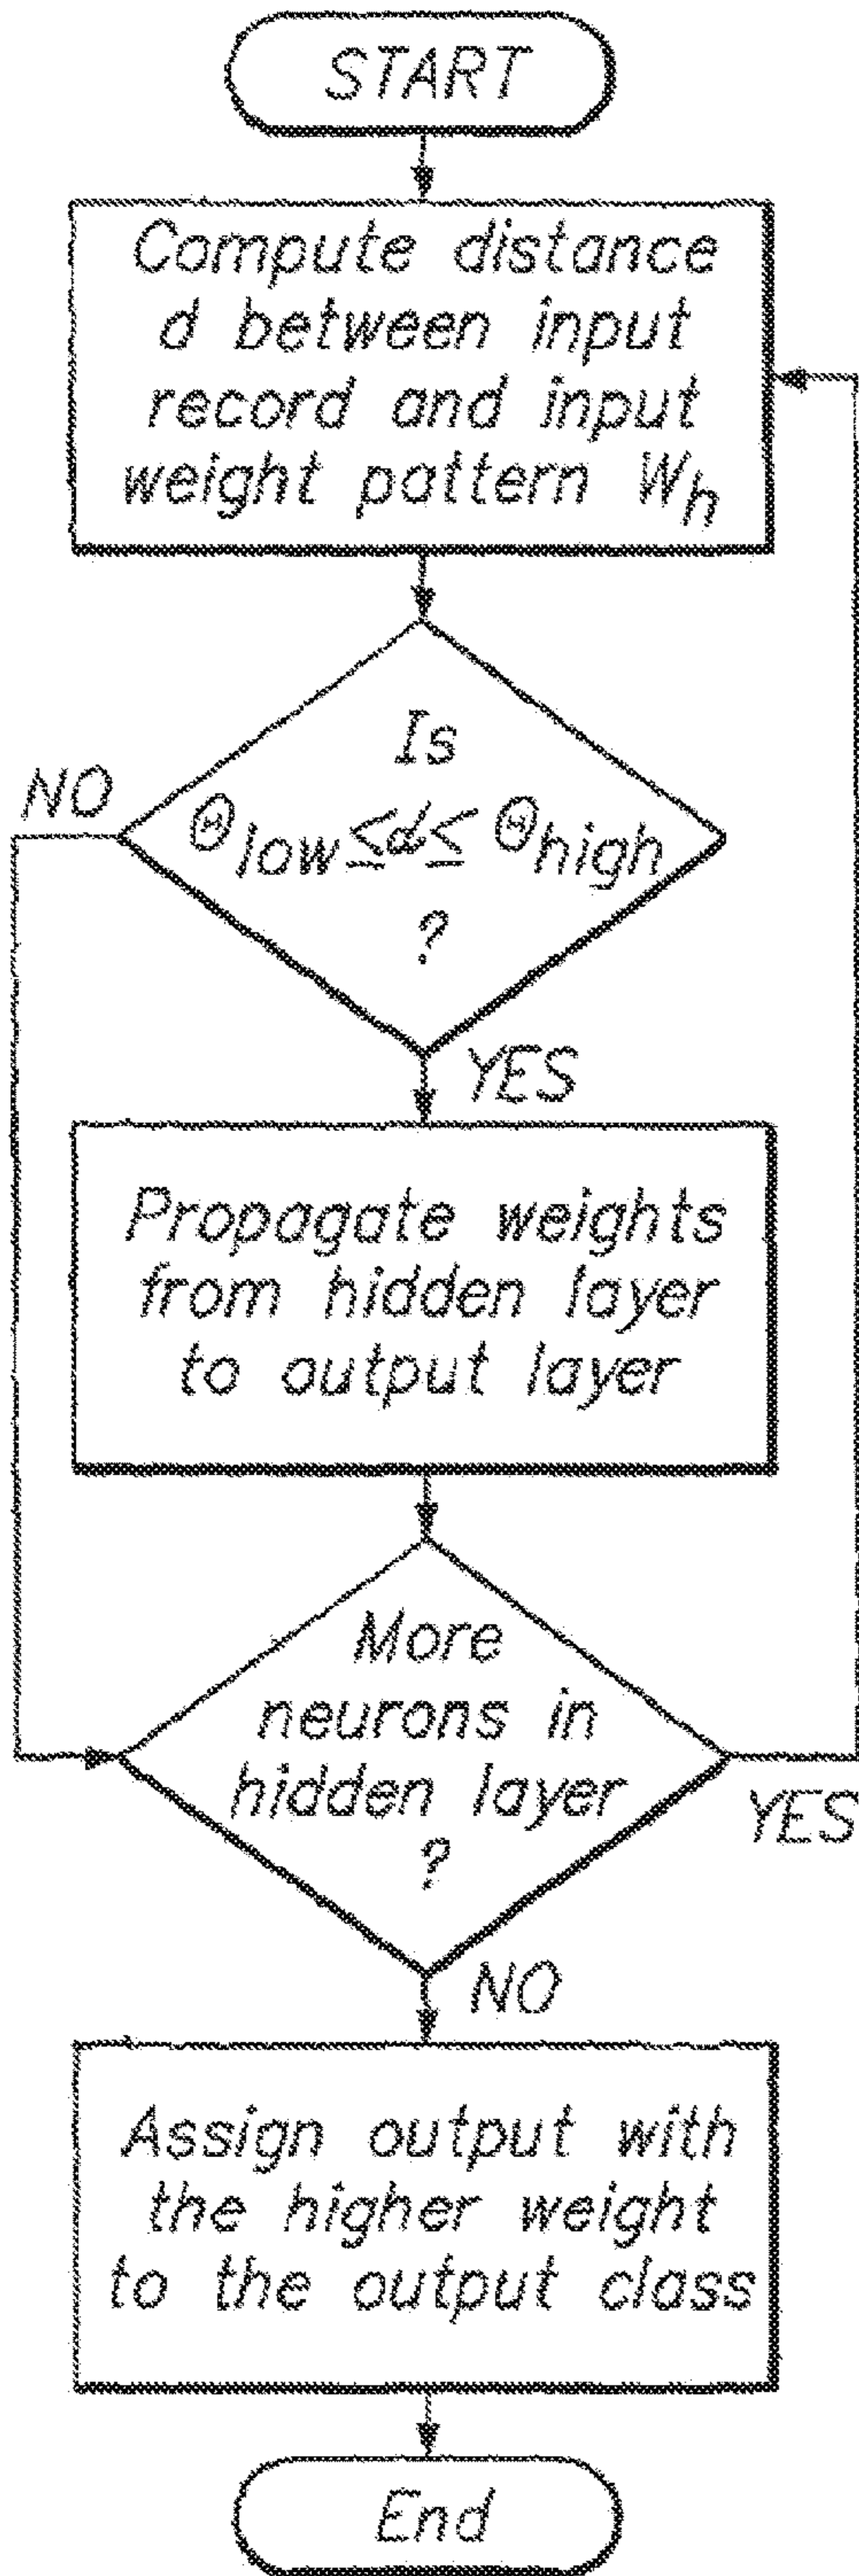 START
Compute distance
d between input
record and input
weight pattern Wh
Is
NO
Θlow ≤d≤ Θhigh
?
YES
Propagate weights
from hidden layer
to output layer
More
neurons in
hidden layer
?
YES
NO
Assign output with
the higher weight
to the output class
End